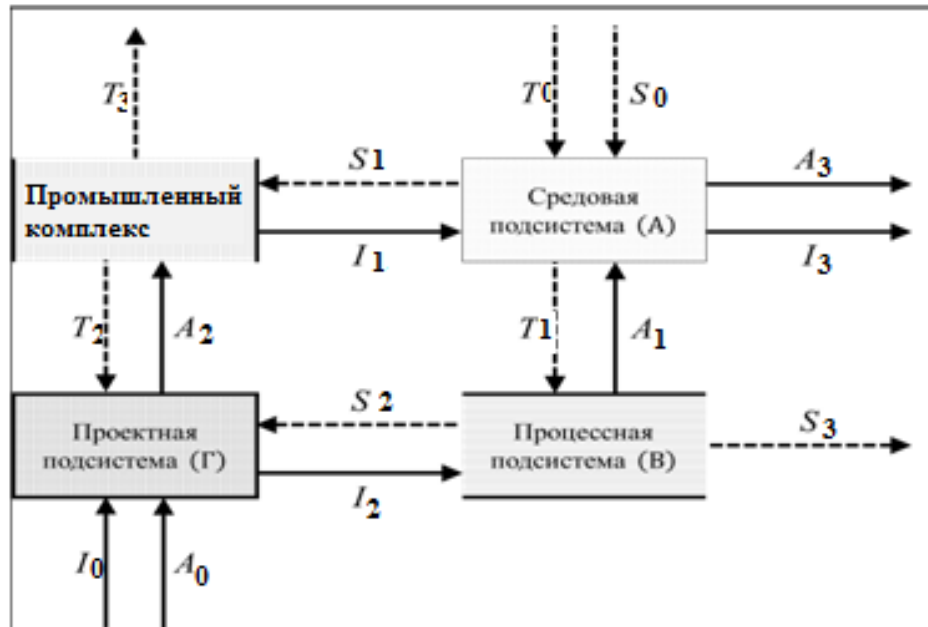 T3
T0
S0
Промышленный
комплекс
S1
I1
Средовая
подсистема (А)
A3
I3
T2
A2
T1
A1
Проектная
подсистема (Г)
S2
I2
Процессная
подсистема (В)
S3
I0
A0